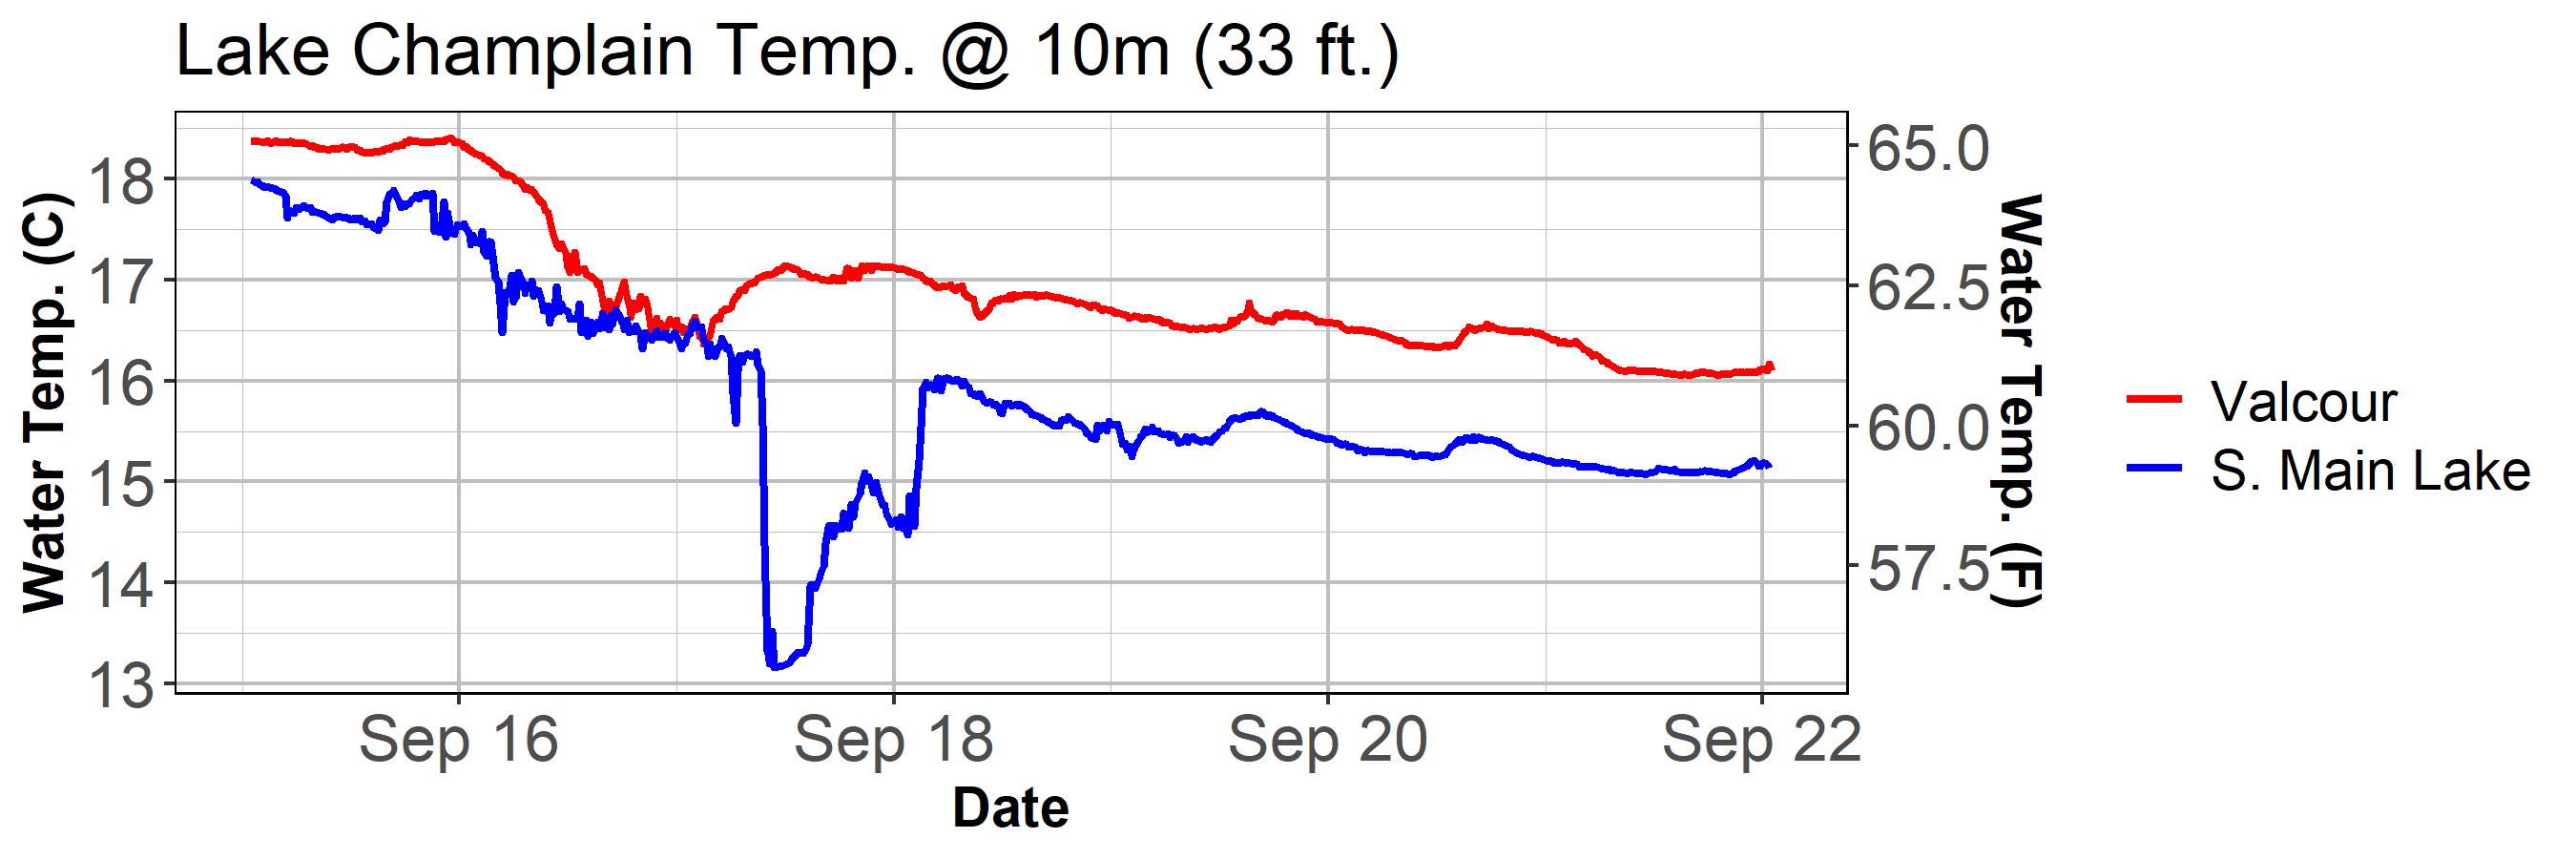 Lake Champlain Temp. @ 10m (33 ft.)
Water Temp. (C)
18
17
16
15
14
13
65.0
62.5
60.0
57.5
Water Temp. (F)
Sep 16
Sep 18
Sep 20
Sep 22
Date
Valcour
S. Main Lake